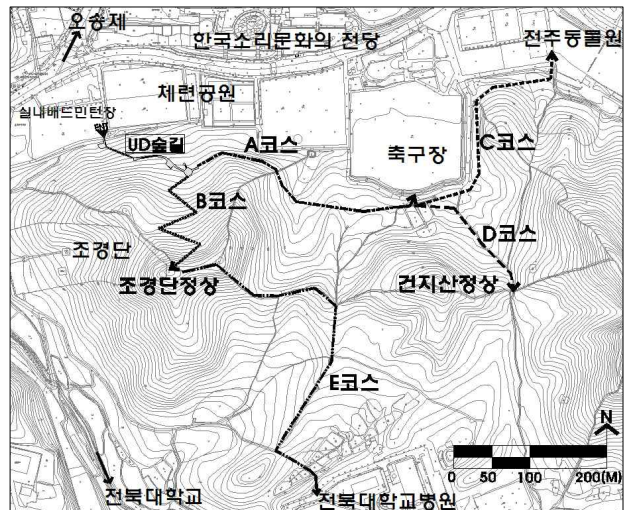 오송제
한국소리문화의 전당
전주동물원
체련공원
실내배드민턴장
UD숲길
A코스
축구장
C코스
B코스
D코스
조경단
조경단정상
건지산정상
E코스
N
0 50 100 200(M)
전북대학교
전북대학교병원